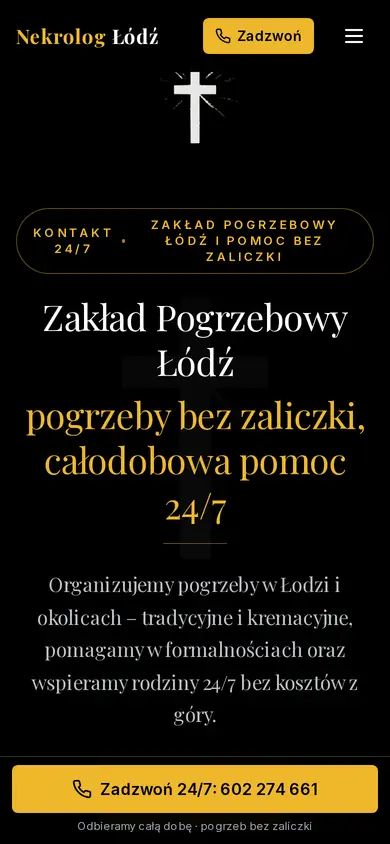 Nekrolog Łódź
Zadzwoń
KONTAKT
24/7
•
ZAKŁAD POGRZEBOWY
ŁÓDŹ I POMOC BEZ
ZALICZKI
Zakład Pogrzebowy
Łódź
pogrzeby bez zaliczki,
całodobowa pomoc
24/7
Organizujemy pogrzeby w Łodzi i
okolicach – tradycyjne i kremacyjne,
pomagamy w formalnościach oraz
wspieramy rodziny 24/7 bez kosztów z
góry.
Zadzwoń 24/7: 602 274 661
Odbieramy całą dobę · pogrzeb bez zaliczki